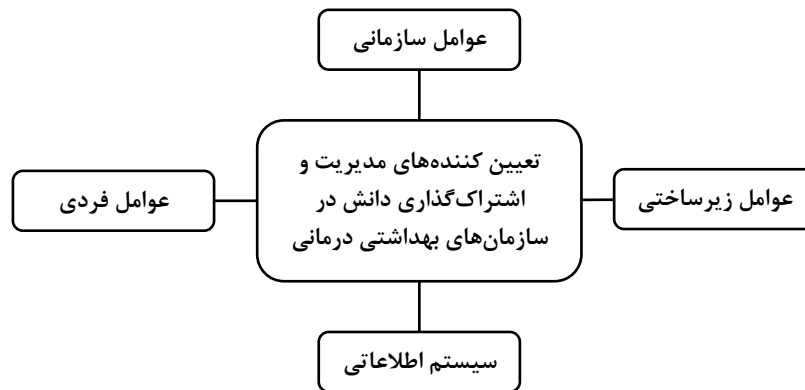 عوامل سازمانی
تعیین کننده‌های مدیریت و
اشتراک‌گذاری دانش در
سازمان‌های بهداشتی درمانی
عوامل زیرساختی
عوامل فردی
سیستم اطلاعاتی